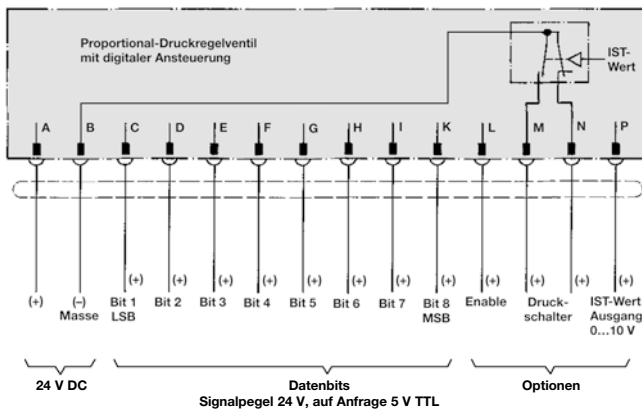 Proportional-Druckregelventil
mit digitaler Ansteuerung
IST-
Wert
A B C D E F G H I K L M N P
(+) (–) (+) (+) (+) (+) (+) (+) (+) (+) (+) (+) (+) (+)
Masse
Bit 1
LSB
Bit 2
Bit 3
Bit 4
Bit 5
Bit 6
Bit 7
Bit 8
MSB
Enable
Druck-
schalter
IST-Wert
Ausgang
0...10 V
24 V DC
Datenbits
Signalpegel 24 V, auf Anfrage 5 V TTL
Optionen